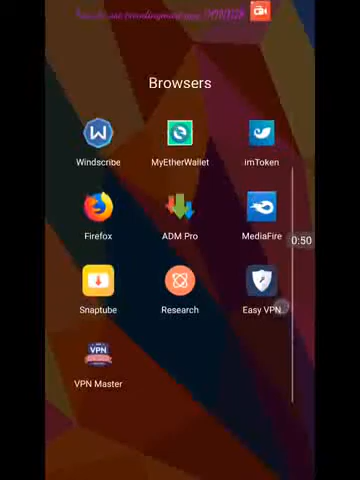 Browsers
Windscribe
MyEtherWallet
imToken
Firefox
ADM Pro
MediaFire
0:50
Snaptube
Research
Easy VPN
VPN
VPN Master